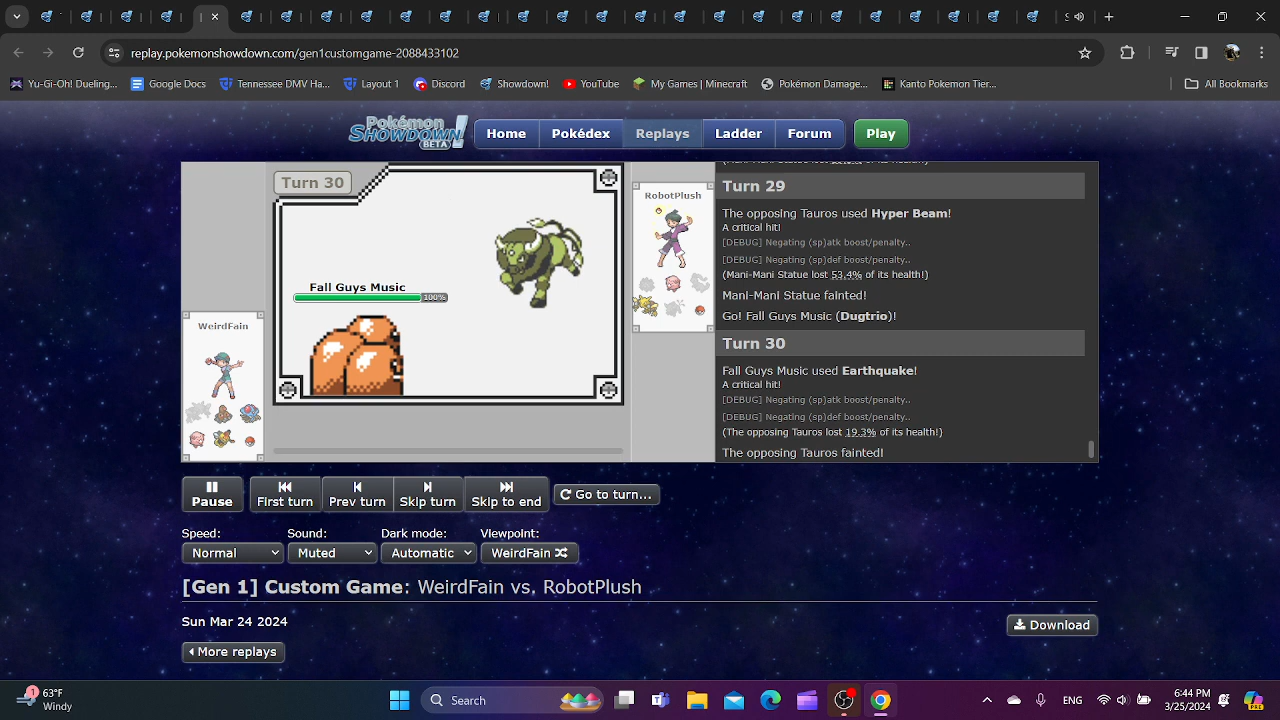 replay.pokemonshowdown.com/gen1customgame-2088433102
Yu-Gi-Oh! Dueling...
Google Docs
Tennessee DMV Ha...
Layout 1
Discord
Showdown!
YouTube
My Games | Minecraft
Pokémon Damage...
Kanto Pokemon Tier...
All Bookmarks
Pokémon
SHOWDOWN!
BETA
Home
Pokédex
Replays
Ladder
Forum
Play
Turn 30
Fall Guys Music
100%
WeirdFain
RobotPlush
Turn 29
The opposing Tauros used Hyper Beam!
A critical hit!
[DEBUG] Negating (sp)atk boost/penalty..
[DEBUG] Negating (sp)def boost/penalty..
(Mani-Mani Statue lost 53.4% of its health!)
Mani-Mani Statue fainted!
Go! Fall Guys Music (Dugtrio)!
Turn 30
Fall Guys Music used Earthquake!
A critical hit!
[DEBUG] Negating (sp)atk boost/penalty..
[DEBUG] Negating (sp)def boost/penalty..
(The opposing Tauros lost 19.3% of its health!)
The opposing Tauros fainted!
Pause
First turn
Prev turn
Skip turn
Skip to end
Go to turn...
Speed:
Sound:
Dark mode:
Viewpoint:
Normal
Muted
Automatic
WeirdFain
[Gen 1] Custom Game: WeirdFain vs. RobotPlush
Sun Mar 24 2024
Download
More replays
1
63°F
Windy
Search
ENG
6:44 PM
3/25/2024
PRE